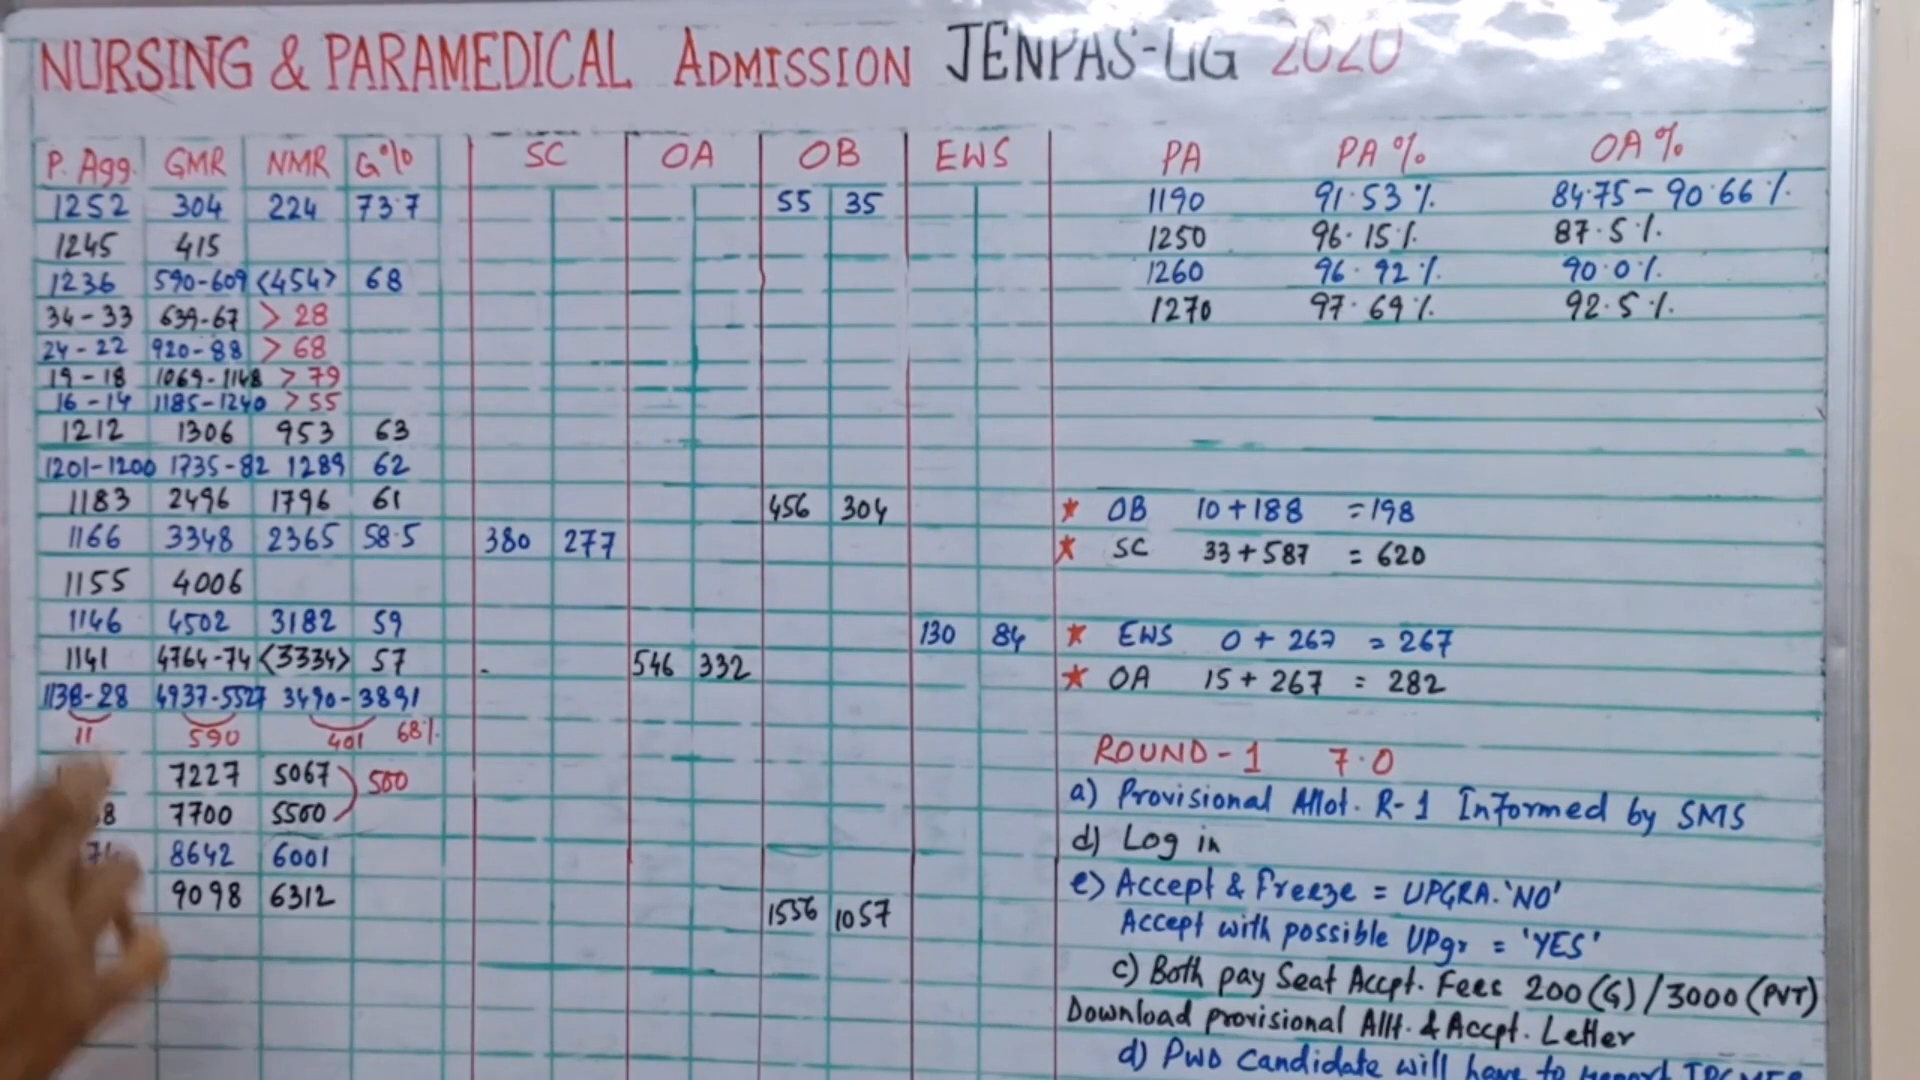 NURSING & PARAMEDICAL ADMISSION JENPAS-UG 2020
P. Agg. GMR NMR G% SC OA OB EWS PA PA% OA%
1252 304 224 73.7 55 35 1190 91.53% 84.75-90.66%
1245 415 1250 96.15% 87.5%
1236 590-609 <454> 68 1260 96.92% 90.0%
34-33 639-67 > 28 1270 97.69% 92.5%
24-22 920-88 > 68
19-18 1069-1148 > 79
16-14 1185-1240 > 55
1212 1306 953 63
1201-1200 1735-82 1289 62
1183 2496 1796 61 456 304 ★ OB 10+188 =198
1166 3348 2365 58.5 380 277 ★ SC 33+587 = 620
1155 4006
1146 4502 3182 59 130 84 ★ EWS 0 + 267 = 267
1141 4764-74 <3334> 57 546 332 ★ OA 15 + 267 = 282
1138-28 4937-5527 3490-3891
11 590 401 68%
7227 5067 500
7700 5500
8642 6001
9098 6312 1556 1057
ROUND-1 7.0
a) Provisional Allot. R-1 Informed by SMS
d) Log in
e) Accept & Freeze = UPGRA. 'NO'
Accept with possible UPgr = 'YES'
c) Both pay Seat Accpt. Fees 200(G)/3000(PVT)
Download provisional Allt. & Accpt. Letter
d) PwD Candidate will have to